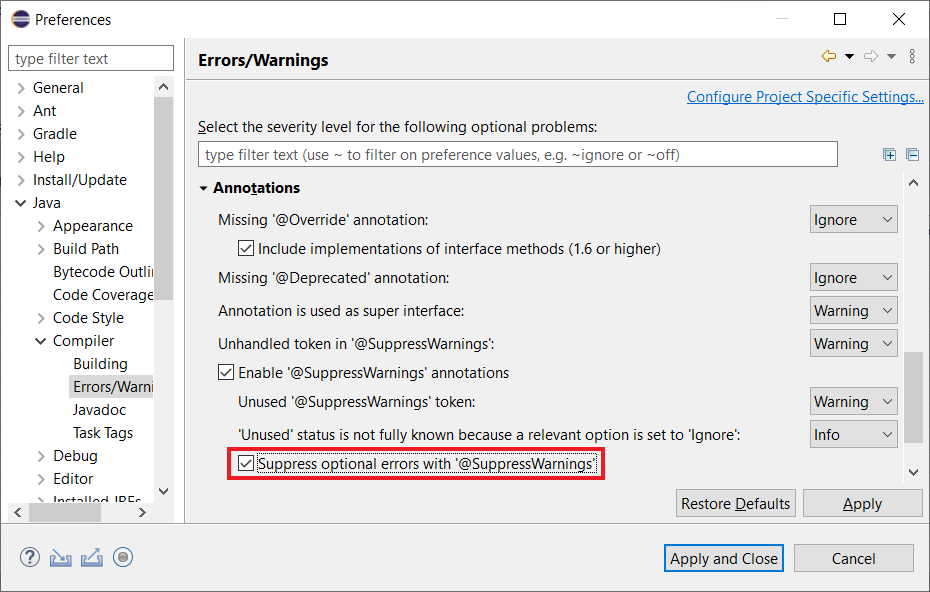 Preferences
type filter text
General
Ant
Gradle
Help
Install/Update
Java
Appearance
Build Path
Bytecode Outli
Code Coverage
Code Style
Compiler
Building
Errors/Warni
Javadoc
Task Tags
Debug
Editor
Installed JREs
Errors/Warnings
Configure Project Specific Settings...
Select the severity level for the following optional problems:
type filter text (use ~ to filter on preference values, e.g. ~ignore or ~off)
Annotations
Missing '@Override' annotation: Ignore
Include implementations of interface methods (1.6 or higher)
Missing '@Deprecated' annotation: Ignore
Annotation is used as super interface: Warning
Unhandled token in '@SuppressWarnings': Warning
Enable '@SuppressWarnings' annotations
Unused '@SuppressWarnings' token: Warning
'Unused' status is not fully known because a relevant option is set to 'Ignore': Info
Suppress optional errors with '@SuppressWarnings'
Restore Defaults Apply
? Apply and Close Cancel